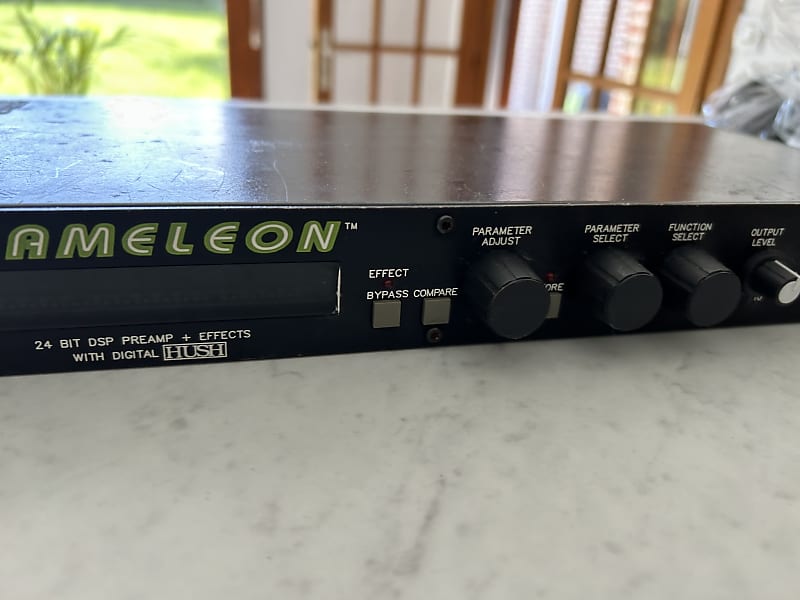 AMELEON™
PARAMETER
ADJUST
PARAMETER
SELECT
FUNCTION
SELECT
OUTPUT
LEVEL
EFFECT
BYPASS COMPARE
ORE
24 BIT DSP PREAMP + EFFECTS
WITH DIGITAL HUSH